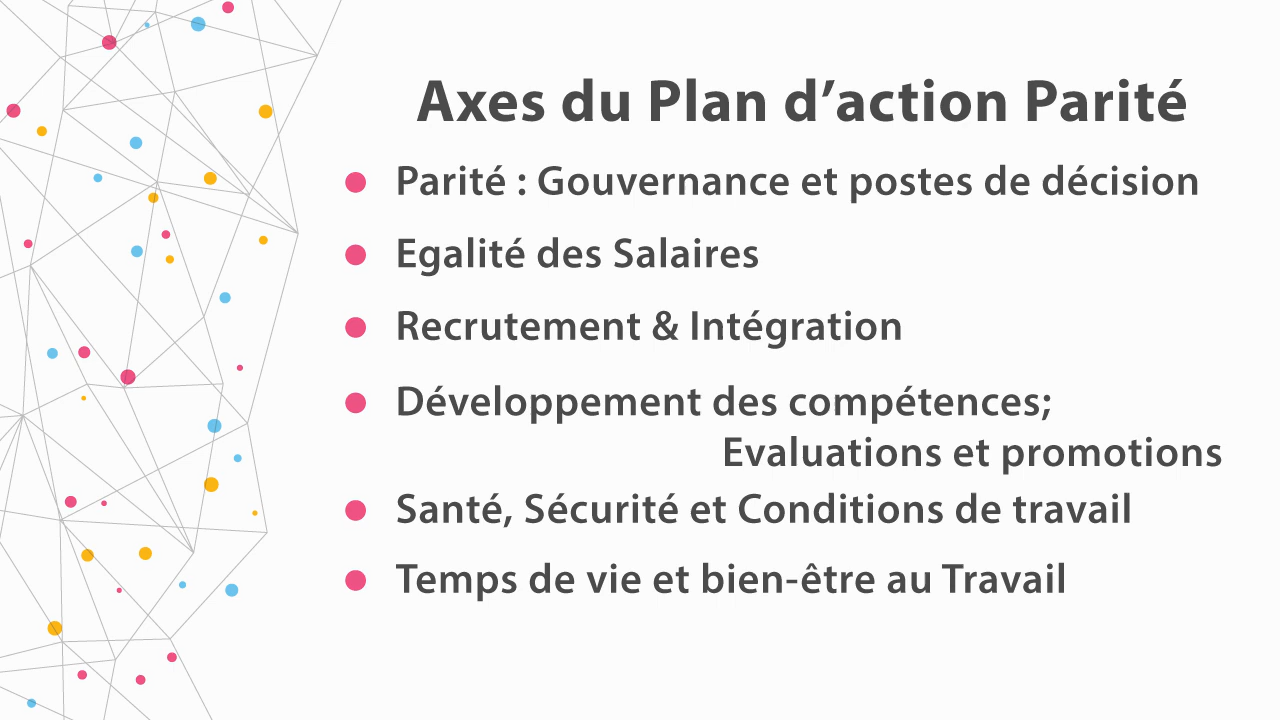 Axes du Plan d’action Parité
Parité : Gouvernance et postes de décision
Egalité des Salaires
Recrutement & Intégration
Développement des compétences;
Evaluations et promotions
Santé, Sécurité et Conditions de travail
Temps de vie et bien-être au Travail